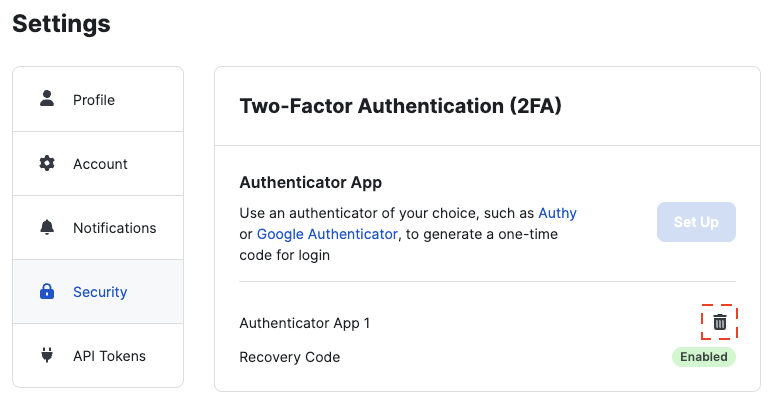 Settings
Profile
Account
Notifications
Security
API Tokens
Two-Factor Authentication (2FA)
Authenticator App
Use an authenticator of your choice, such as Authy
or Google Authenticator, to generate a one-time
code for login
Set Up
Authenticator App 1
Recovery Code
Enabled